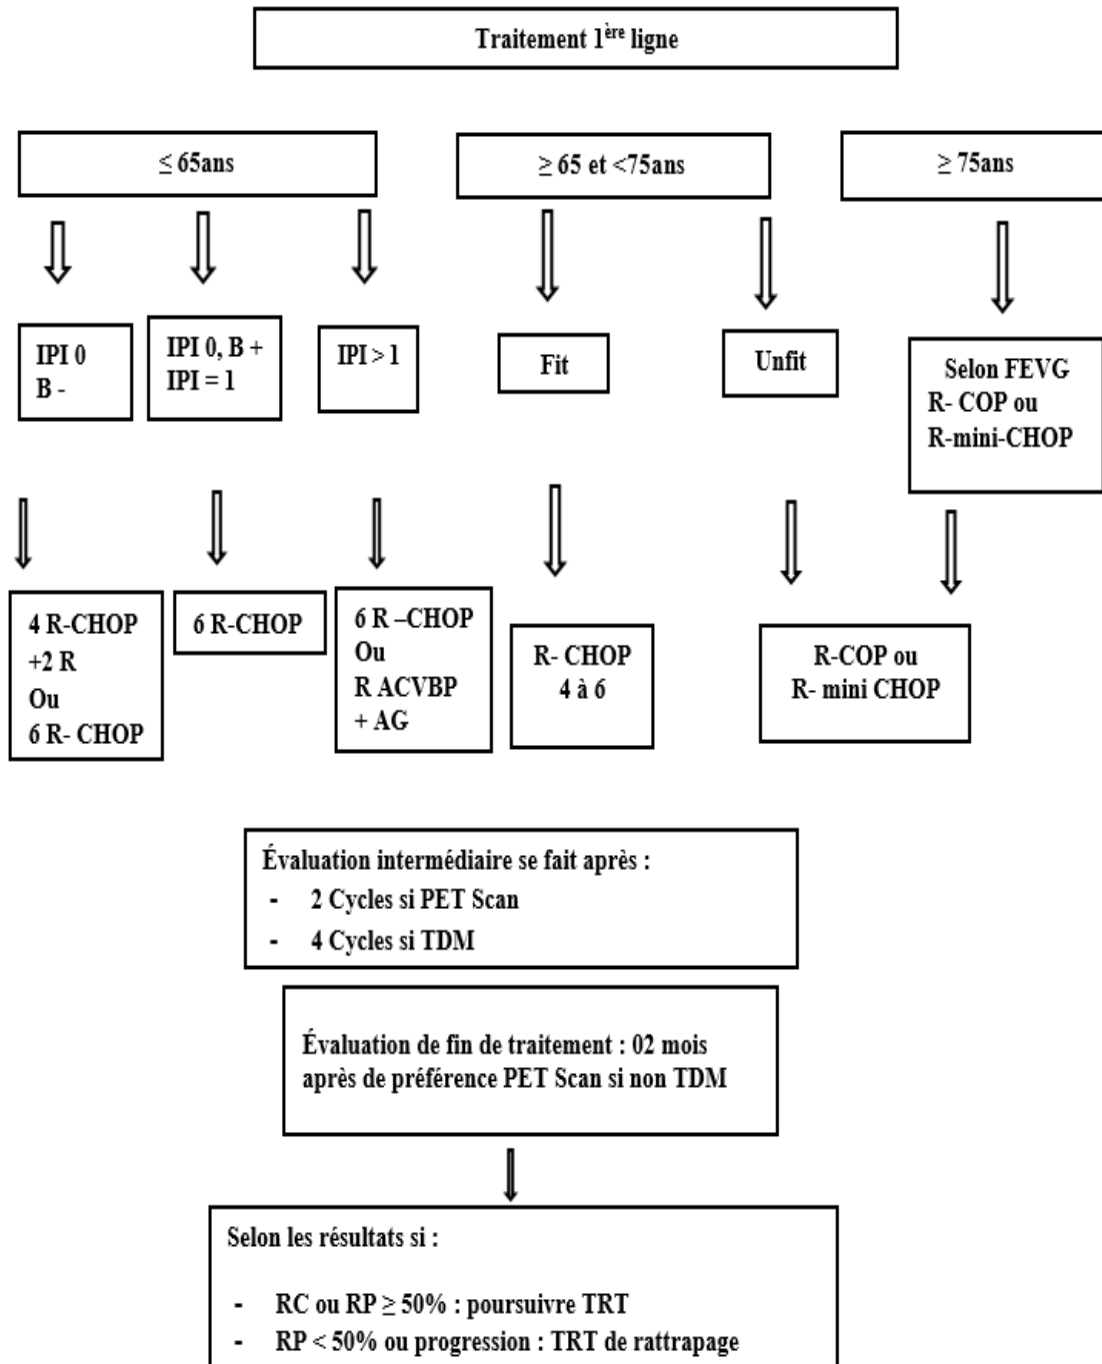 Traitement 1ère ligne
≤ 65ans
≥ 65 et <75ans
≥ 75ans
IPI 0
B -
IPI 0, B +
IPI = 1
IPI > 1
Fit
Unfit
Selon FEVG
R- COP ou
R-mini-CHOP
4 R-CHOP
+2 R
Ou
6 R- CHOP
6 R-CHOP
6 R –CHOP
Ou
R ACVBP
+ AG
R- CHOP
4 à 6
R-COP ou
R- mini CHOP
Évaluation intermédiaire se fait après :
- 2 Cycles si PET Scan
- 4 Cycles si TDM
Évaluation de fin de traitement : 02 mois
après de préférence PET Scan si non TDM
Selon les résultats si :
- RC ou RP ≥ 50% : poursuivre TRT
- RP < 50% ou progression : TRT de rattrapage